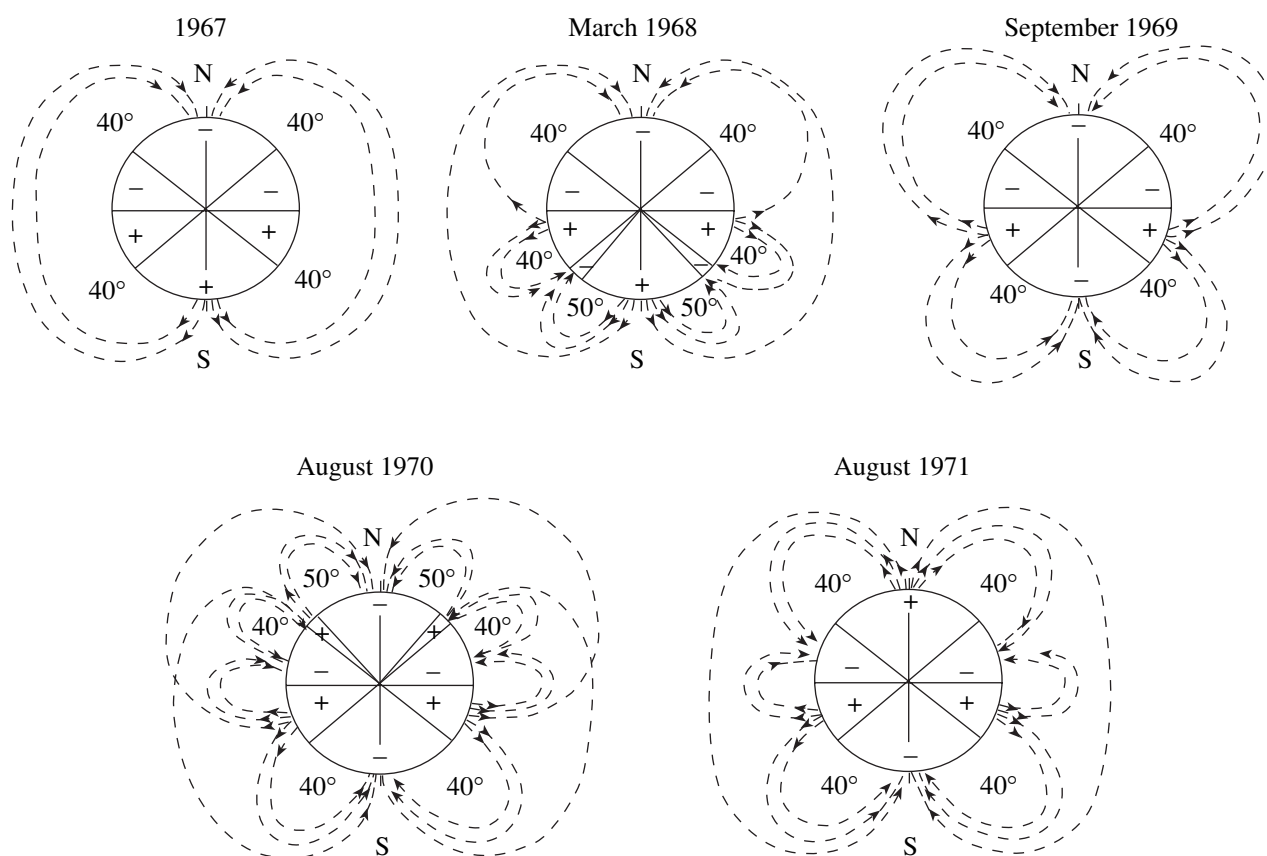 1967
N
40° 40°
− 
− −
+ +
40° 40°
+
S
March 1968
N
−
40° 40°
− −
+ +
40° 40°
− −
+
50° 50°
S
September 1969
N
−
40° 40°
− −
+ +
40° 40°
−
S
August 1970
N
50° 50°
−
40° + + 40°
− −
+ +
−
40° 40°
S
August 1971
N
40° + 40°
− −
+ +
−
40° 40°
S